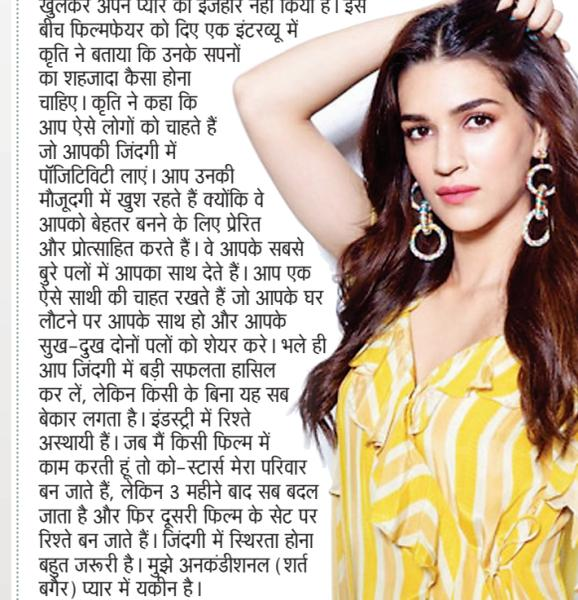 खुलकर अपने प्यार का इजहार नहीं किया है। इस
बीच फिल्मफेयर को दिए एक इंटरव्यू में
कृति ने बताया कि उनके सपनों
का शहजादा कैसा होना
चाहिए। कृति ने कहा कि
आप ऐसे लोगों को चाहते हैं
जो आपकी जिंदगी में
पॉजिटिविटी लाएं। आप उनकी
मौजूदगी में खुश रहते हैं क्योंकि वे
आपको बेहतर बनने के लिए प्रेरित
और प्रोत्साहित करते हैं। वे आपके सबसे
बुरे पलों में आपका साथ देते हैं। आप एक
ऐसे साथी की चाहत रखते हैं जो आपके घर
लौटने पर आपके साथ हो और आपके
सुख-दुख दोनों पलों को शेयर करे। भले ही
आप जिंदगी में बड़ी सफलता हासिल
कर लें, लेकिन किसी के बिना यह सब
बेकार लगता है। इंडस्ट्री में रिश्ते
अस्थायी हैं। जब मैं किसी फिल्म में
काम करती हूं तो को-स्टार्स मेरा परिवार
बन जाते हैं, लेकिन 3 महीने बाद सब बदल
जाता है और फिर दूसरी फिल्म के सेट पर
रिश्ते बन जाते हैं। जिंदगी में स्थिरता होना
बहुत जरूरी है। मुझे अनकंडीशनल (शर्त
बगैर) प्यार में यकीन है।